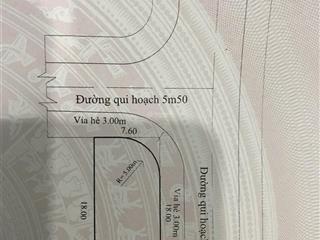 Đường qui hoạch 5m50
Vỉa hè 3.00m
7.60
R= 5.00m
18.00
Vỉa hè 3.00m
18.00
Đường qui hoạch